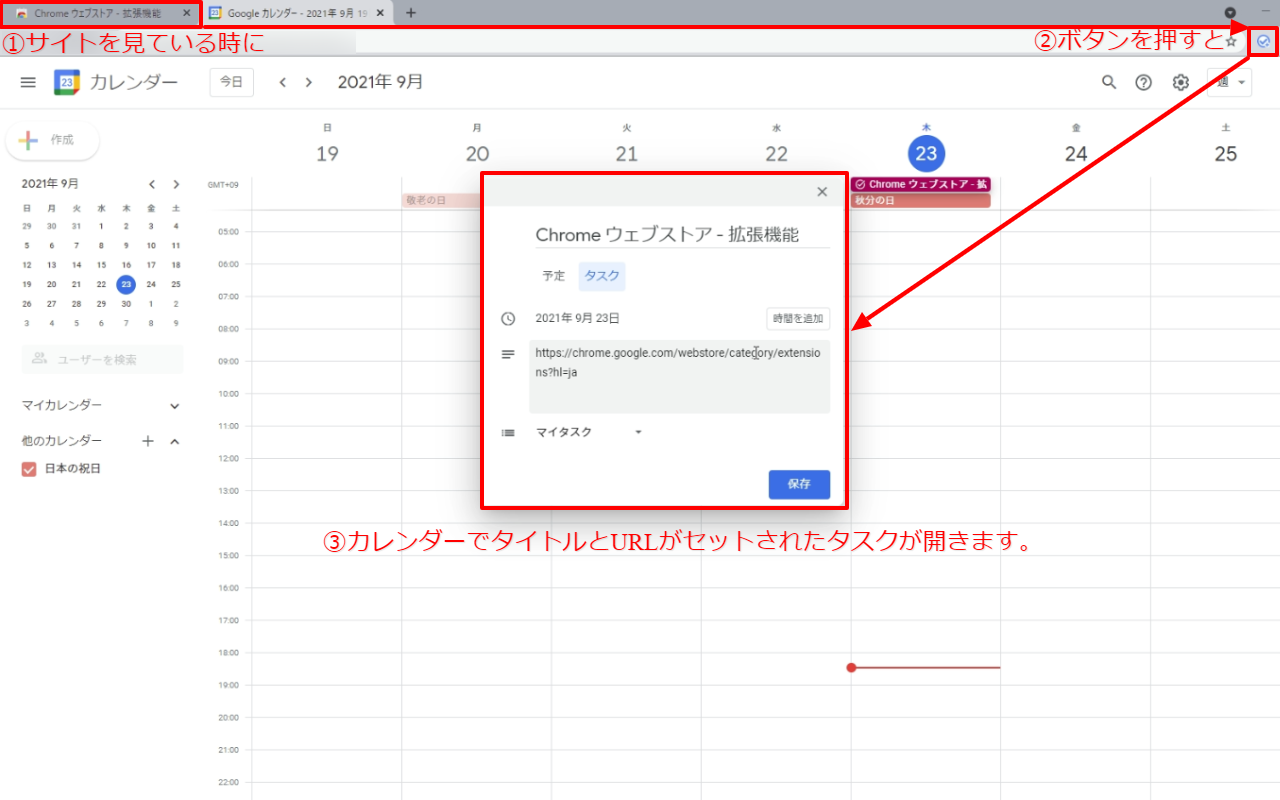 Chrome ウェブストア - 拡張機能
Google カレンダー - 2021年 9月 19
①サイトを見ている時に
②ボタンを押すと
23
カレンダー
今日
2021年 9月
週
作成
2021年 9月
日 月 火 水 木 金 土
29 30 31 1 2 3 4
5 6 7 8 9 10 11
12 13 14 15 16 17 18
19 20 21 22 23 24 25
26 27 28 29 30 1 2
3 4 5 6 7 8 9
ユーザーを検索
マイカレンダー
他のカレンダー
日本の祝日
日 月 火 水 木 金 土
19 20 21 22 23 24 25
GMT+09
Chrome ウェブストア - 拡
敬老の日
秋分の日
05:00
06:00
07:00
08:00
09:00
10:00
11:00
12:00
13:00
14:00
15:00
16:00
17:00
18:00
19:00
20:00
21:00
22:00
Chrome ウェブストア - 拡張機能
予定 タスク
2021年 9月 23日
時間を追加
https://chrome.google.com/webstore/category/extensio
ns?hl=ja
マイタスク
保存
③カレンダーでタイトルとURLがセットされたタスクが開きます。